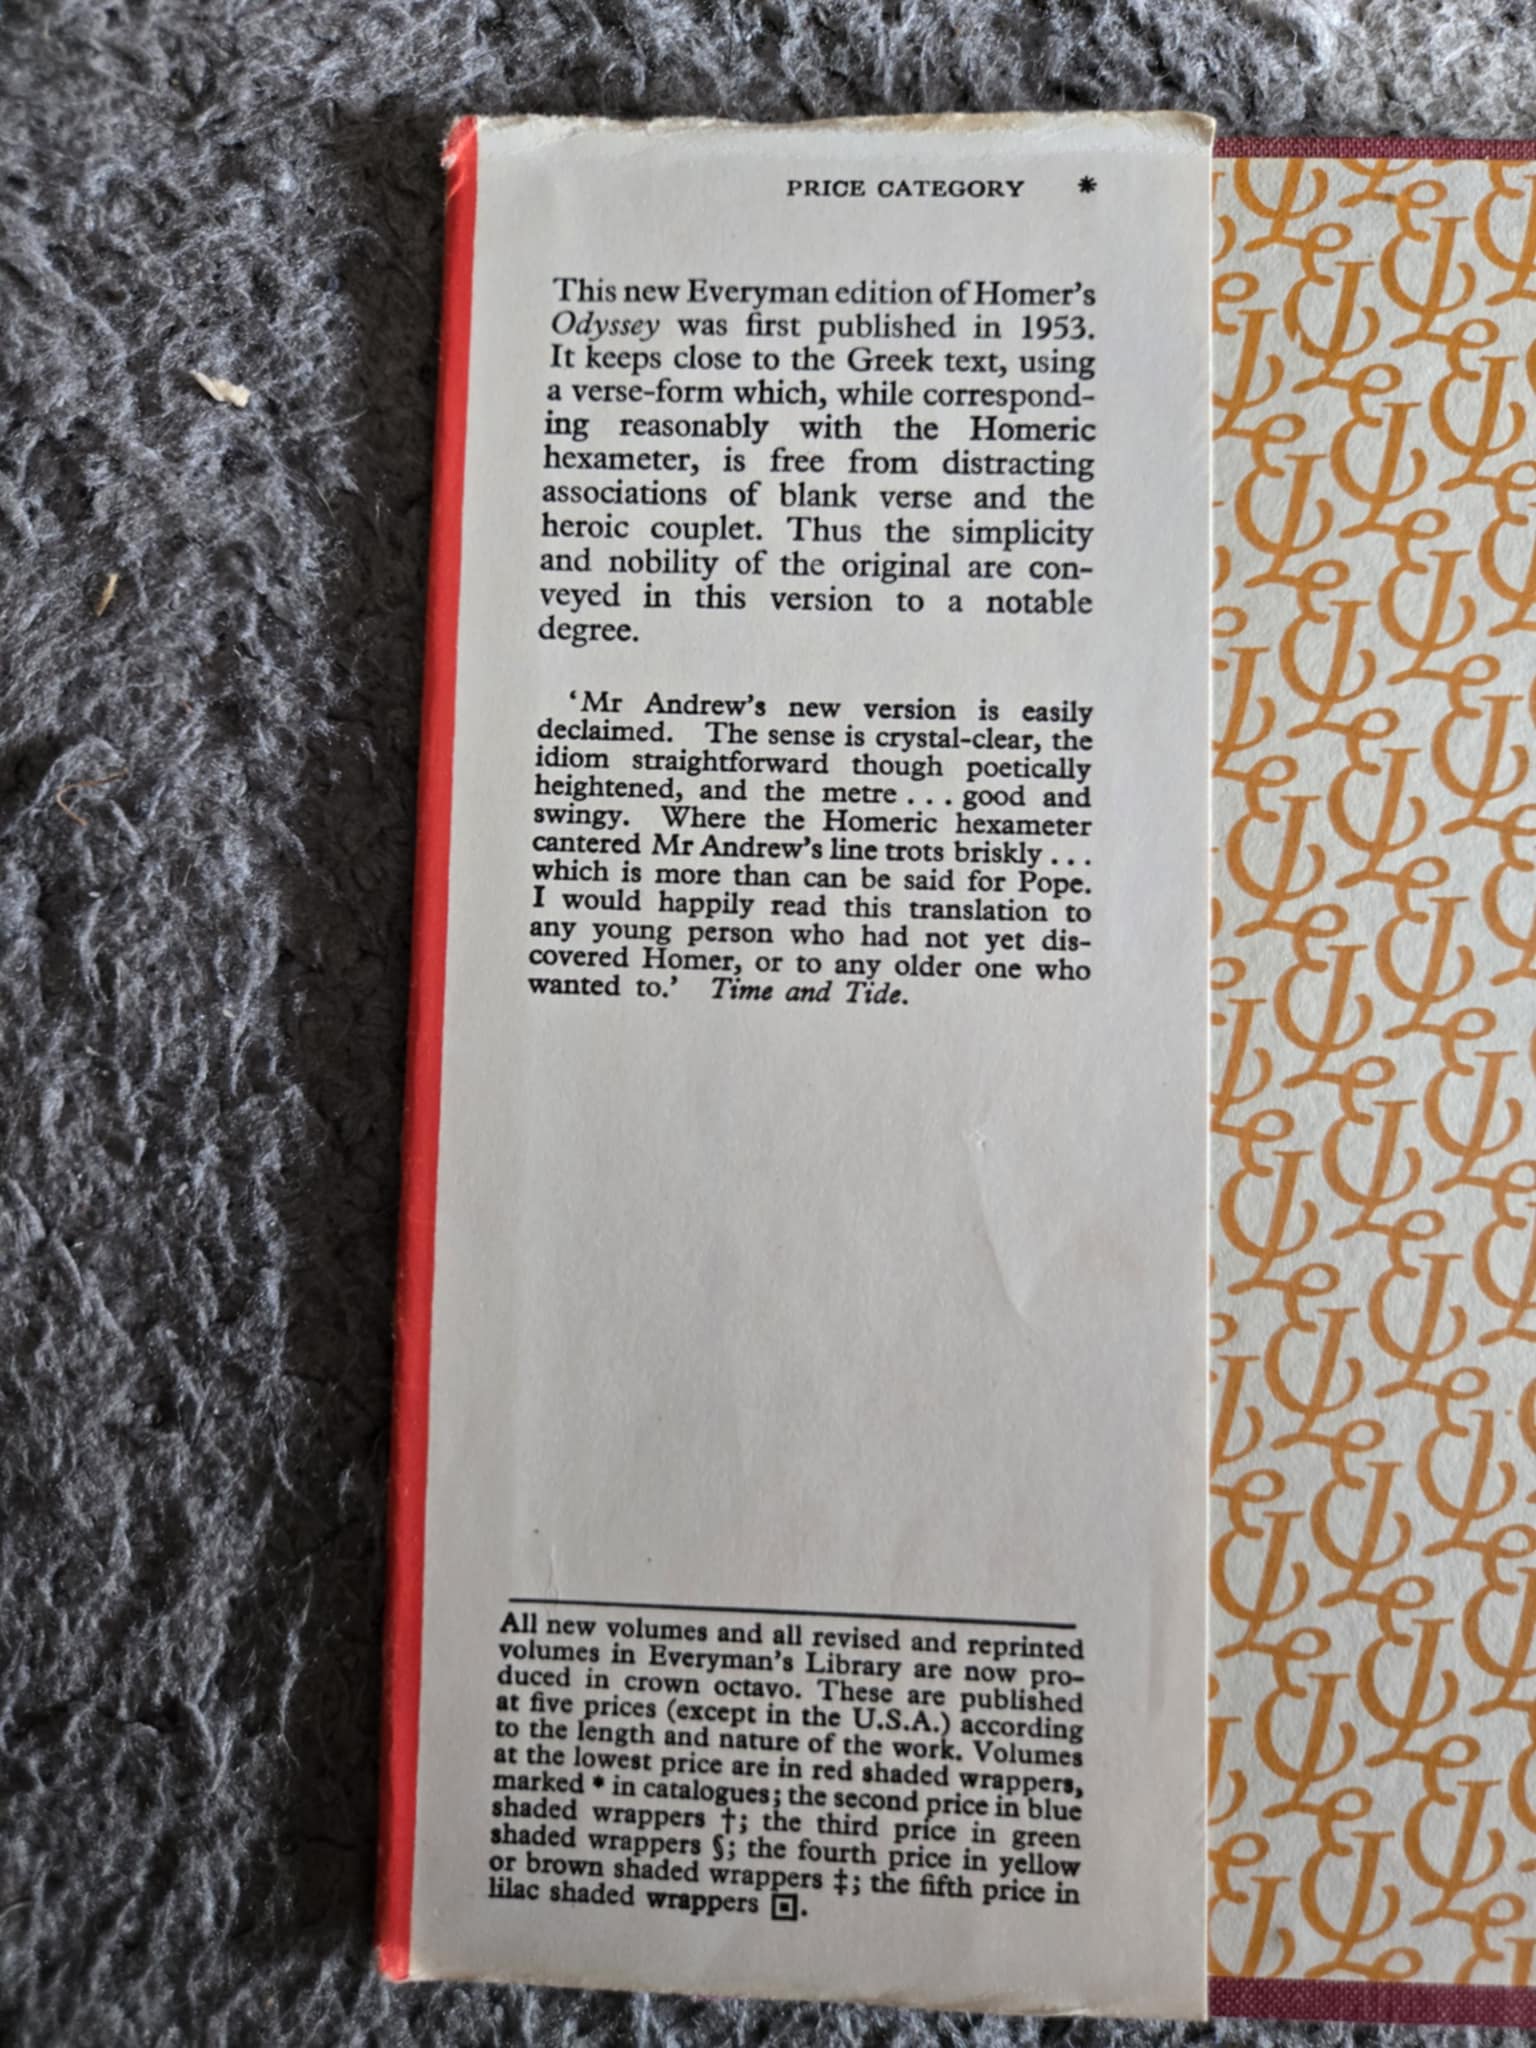 PRICE CATEGORY *
This new Everyman edition of Homer's
Odyssey was first published in 1953.
It keeps close to the Greek text, using
a verse-form which, while correspond-
ing reasonably with the Homeric
hexameter, is free from distracting
associations of blank verse and the
heroic couplet. Thus the simplicity
and nobility of the original are con-
veyed in this version to a notable
degree.
‘Mr Andrew's new version is easily
declaimed. The sense is crystal-clear, the
idiom straightforward though poetically
heightened, and the metre . . . good and
swingy. Where the Homeric hexameter
cantered Mr Andrew's line trots briskly . . .
which is more than can be said for Pope.
I would happily read this translation to
any young person who had not yet dis-
covered Homer, or to any older one who
wanted to.’ Time and Tide.
All new volumes and all revised and reprinted
volumes in Everyman's Library are now pro-
duced in crown octavo. These are published
at five prices (except in the U.S.A.) according
to the length and nature of the work. Volumes
at the lowest price are in red shaded wrappers,
marked * in catalogues; the second price in blue
shaded wrappers †; the third price in green
shaded wrappers §; the fourth price in yellow
or brown shaded wrappers ‡; the fifth price in
lilac shaded wrappers ▣.